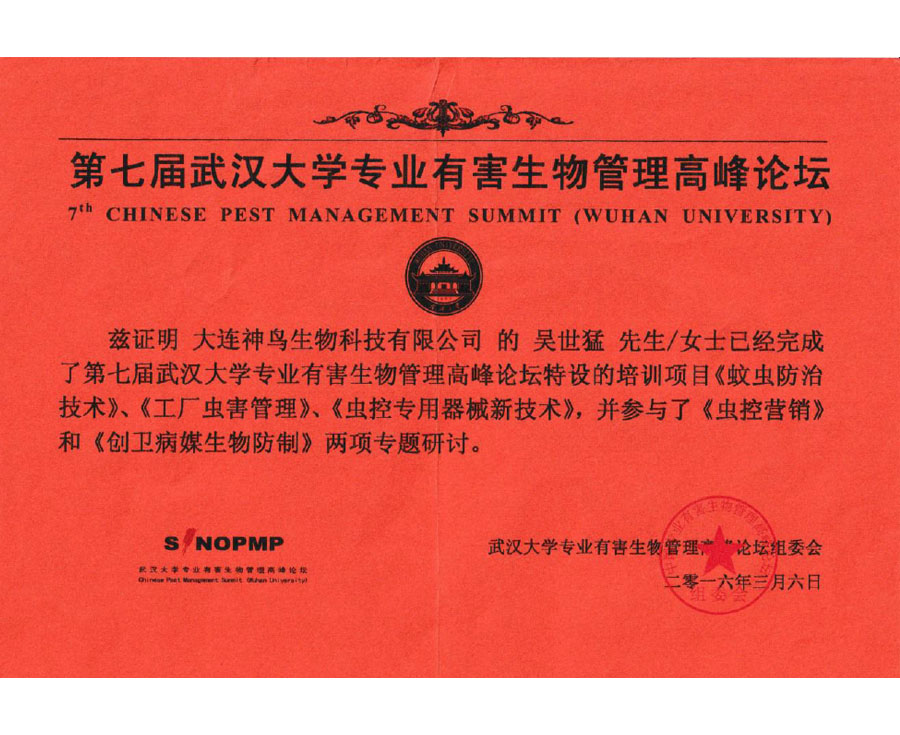 第七届武汉大学专业有害生物管理高峰论坛
7th CHINESE PEST MANAGEMENT SUMMIT (WUHAN UNIVERSITY)
兹证明 大连神鸟生物科技有限公司 的 吴世猛 先生/女士已经完成
了第七届武汉大学专业有害生物管理高峰论坛特设的培训项目《蚊虫防治
技术》、《工厂虫害管理》、《虫控专用器械新技术》，并参与了《虫控营销》
和《创卫病媒生物防制》两项专题研讨。
SINOPMP
武汉大学专业有害生物管理高峰论坛
Chinese Pest Management Summit (Wuhan University)
武汉大学专业有害生物管理高峰论坛组委会
二零一六年三月六日
组委会